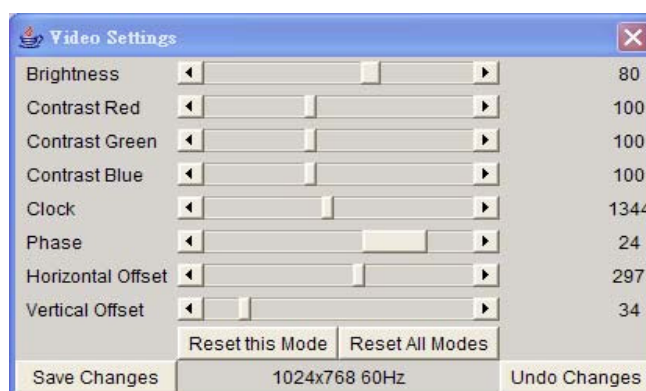 Video Settings
Brightness 80
Contrast Red 100
Contrast Green 100
Contrast Blue 100
Clock 1344
Phase 24
Horizontal Offset 297
Vertical Offset 34
Reset this Mode Reset All Modes
Save Changes 1024x768 60Hz Undo Changes